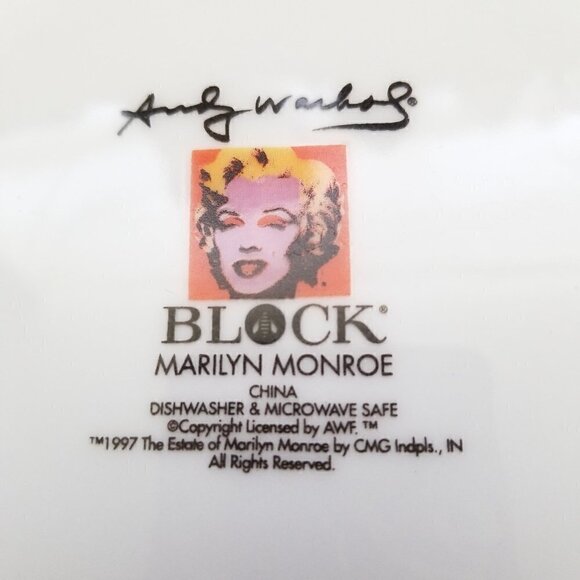 Andy Warhol®
BLOCK®
MARILYN MONROE
CHINA
DISHWASHER & MICROWAVE SAFE
©Copyright Licensed by AWF. ™
™1997 The Estate of Marilyn Monroe by CMG Indpls., IN
All Rights Reserved.